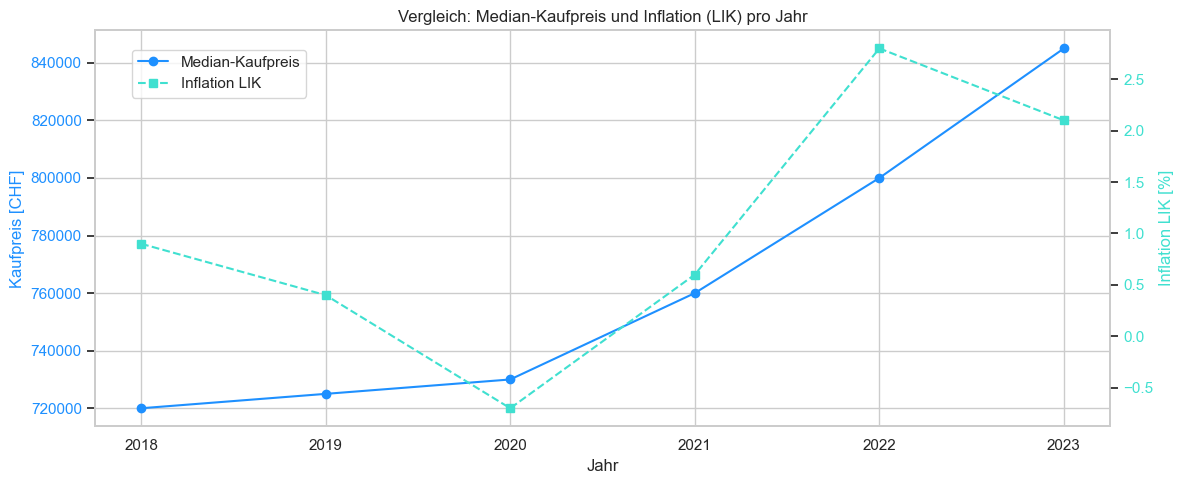 Vergleich: Median-Kaufpreis und Inflation (LIK) pro Jahr
Median-Kaufpreis
Inflation LIK
Kaufpreis [CHF]
840000
820000
800000
780000
760000
740000
720000
2.5
2.0
1.5
1.0
0.5
0.0
−0.5
Inflation LIK [%]
2018 2019 2020 2021 2022 2023
Jahr